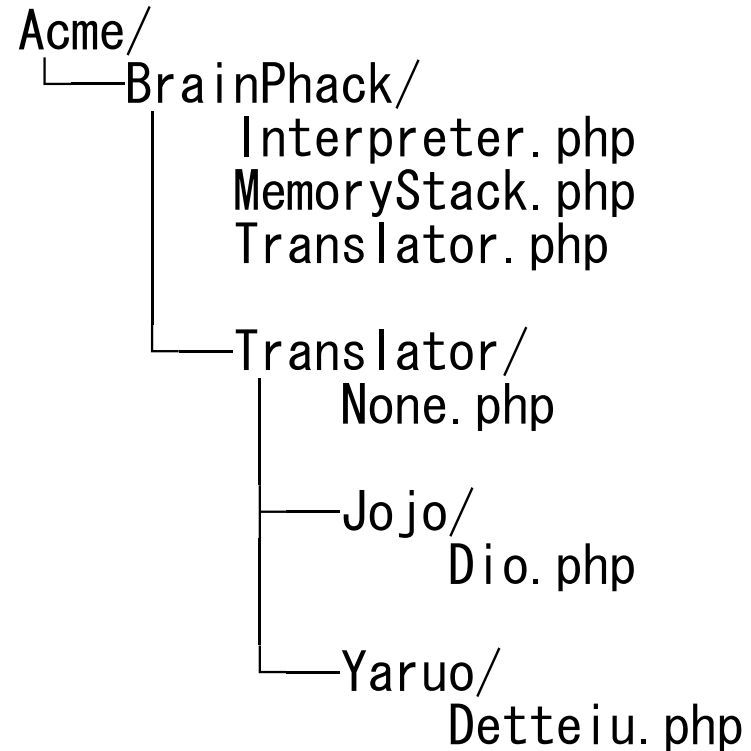 Acme/
BrainPhack/
Interpreter.php
MemoryStack.php
Translator.php
Translator/
None.php
Jojo/
Dio.php
Yaruo/
Detteiu.php